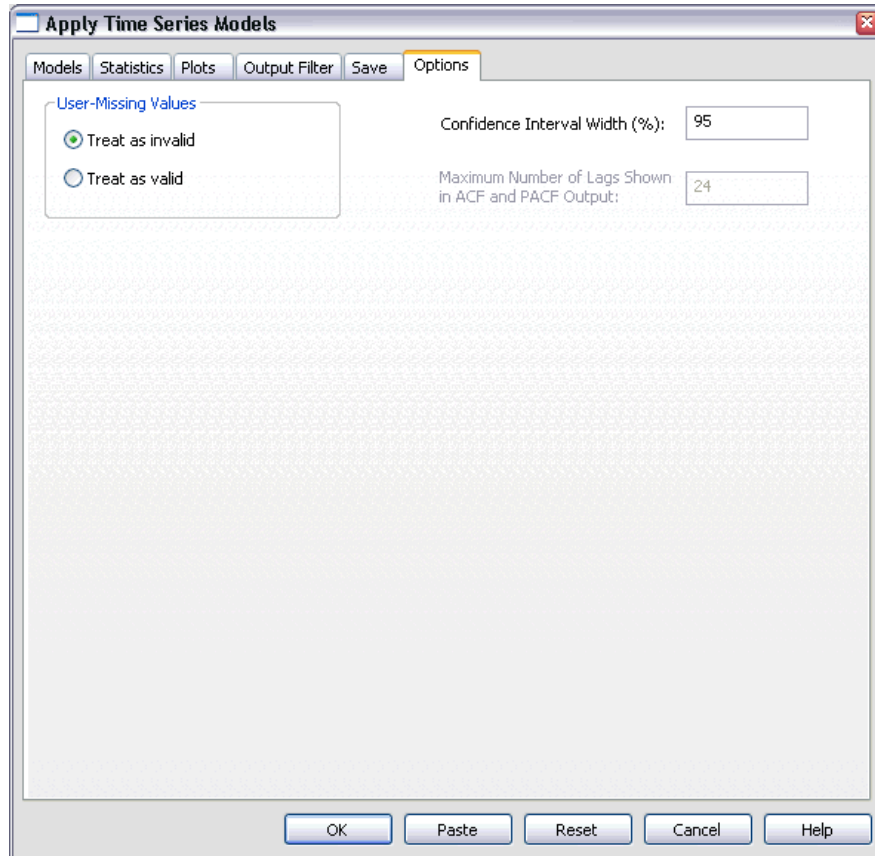 Apply Time Series Models
Models Statistics Plots Output Filter Save Options
User-Missing Values
Treat as invalid
Treat as valid
Confidence Interval Width (%): 95
Maximum Number of Lags Shown
in ACF and PACF Output: 24
OK Paste Reset Cancel Help